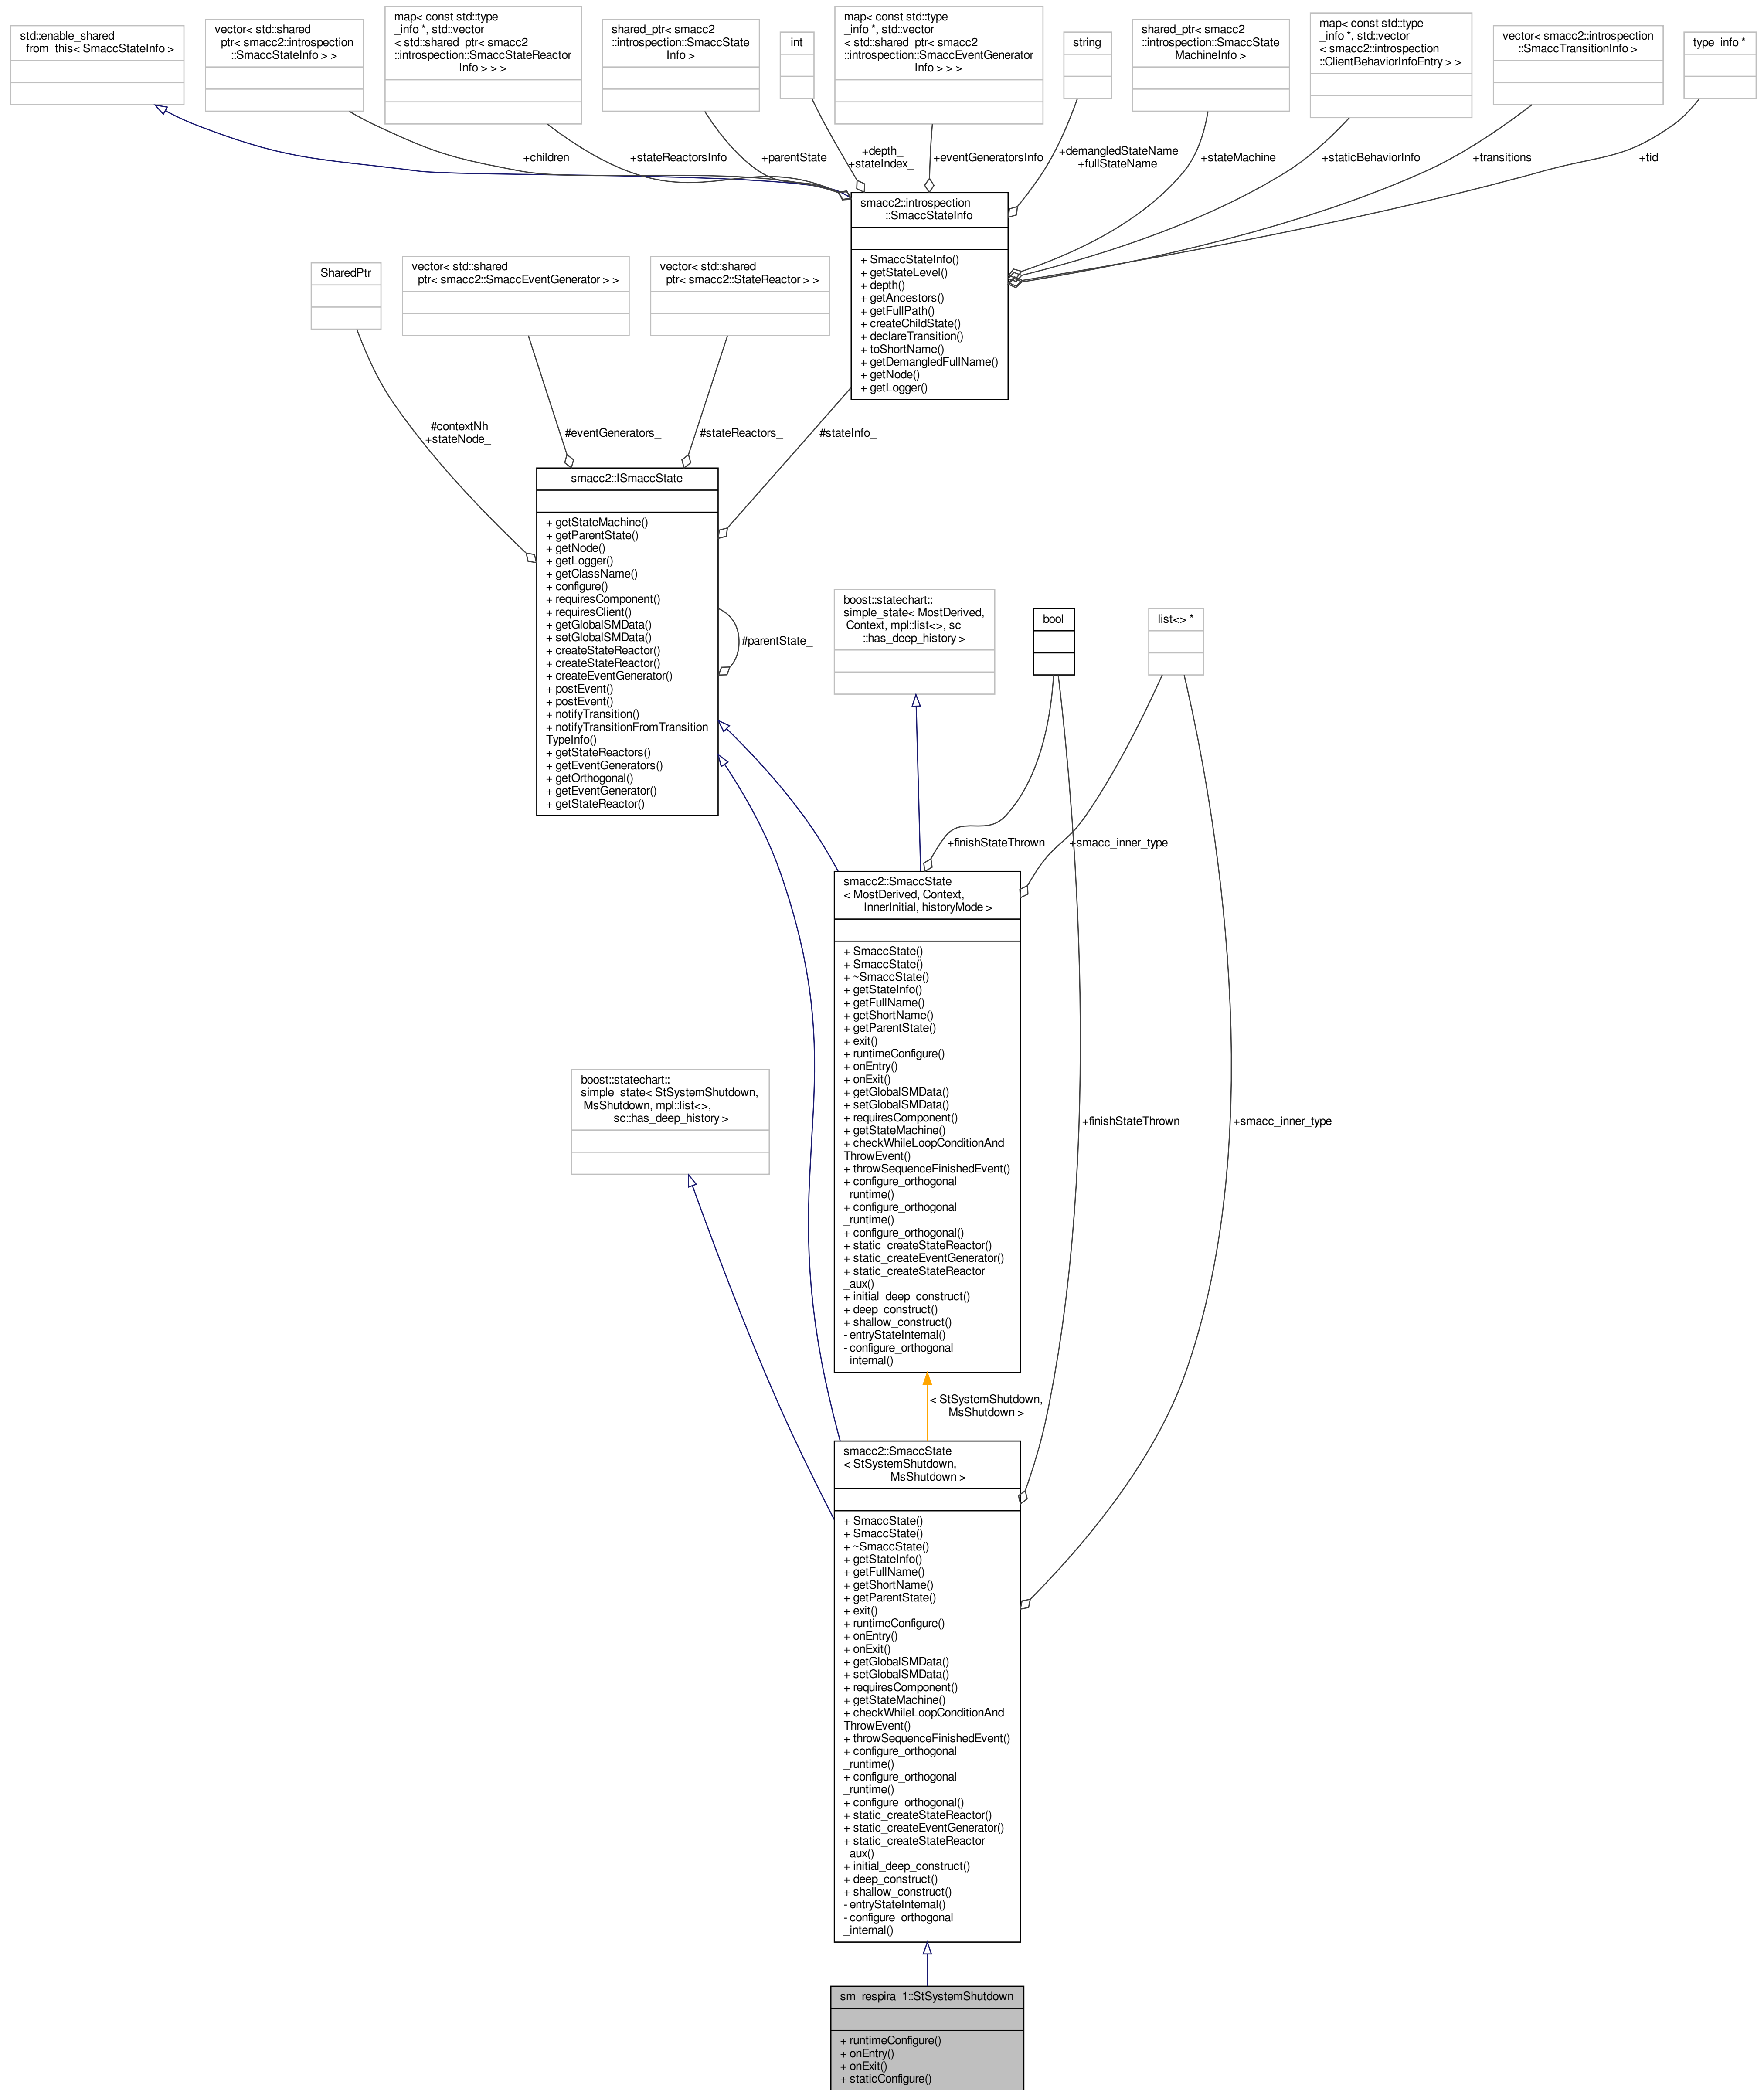 std::enable_shared
_from_this< SmaccStateInfo >
vector< std::shared
_ptr< smacc2::introspection
::SmaccStateInfo > >
map< const std::type
_info *, std::vector
< std::shared_ptr< smacc2
::introspection::SmaccStateReactor
Info > > >
shared_ptr< smacc2
::introspection::SmaccState
Info >
int
map< const std::type
_info *, std::vector
< std::shared_ptr< smacc2
::introspection::SmaccEventGenerator
Info > > >
string
shared_ptr< smacc2
::introspection::SmaccState
MachineInfo >
map< const std::type
_info *, std::vector
< smacc2::introspection
::ClientBehaviorInfoEntry > >
vector< smacc2::introspection
::SmaccTransitionInfo >
type_info *
+children_
+stateReactorsInfo
+parentState_
+depth_
+stateIndex_
+eventGeneratorsInfo
+demangledStateName
+fullStateName
+stateMachine_
+staticBehaviorInfo
+transitions_
+tid_
smacc2::introspection
::SmaccStateInfo
+ SmaccStateInfo()
+ getStateLevel()
+ depth()
+ getAncestors()
+ getFullPath()
+ createChildState()
+ declareTransition()
+ toShortName()
+ getDemangledFullName()
+ getNode()
+ getLogger()
SharedPtr
vector< std::shared
_ptr< smacc2::SmaccEventGenerator > >
vector< std::shared
_ptr< smacc2::StateReactor > >
#contextNh
+stateNode_
#eventGenerators_
#stateReactors_
#stateInfo_
smacc2::ISmaccState
+ getStateMachine()
+ getParentState()
+ getNode()
+ getLogger()
+ getClassName()
+ configure()
+ requiresComponent()
+ requiresClient()
+ getGlobalSMData()
+ setGlobalSMData()
+ createStateReactor()
+ createStateReactor()
+ createEventGenerator()
+ postEvent()
+ postEvent()
+ notifyTransition()
+ notifyTransitionFromTransition
TypeInfo()
+ getStateReactors()
+ getEventGenerators()
+ getOrthogonal()
+ getEventGenerator()
+ getStateReactor()
#parentState_
boost::statechart::
simple_state< MostDerived,
Context, mpl::list<>, sc
::has_deep_history >
bool
list<> *
+finishStateThrown
+smacc_inner_type
smacc2::SmaccState
< MostDerived, Context,
InnerInitial, historyMode >
+ SmaccState()
+ SmaccState()
+ ~SmaccState()
+ getStateInfo()
+ getFullName()
+ getShortName()
+ getParentState()
+ exit()
+ runtimeConfigure()
+ onEntry()
+ onExit()
+ getGlobalSMData()
+ setGlobalSMData()
+ requiresComponent()
+ getStateMachine()
+ checkWhileLoopConditionAnd
ThrowEvent()
+ throwSequenceFinishedEvent()
+ configure_orthogonal
_runtime()
+ configure_orthogonal
_runtime()
+ configure_orthogonal()
+ static_createStateReactor()
+ static_createEventGenerator()
+ static_createStateReactor
_aux()
+ initial_deep_construct()
+ deep_construct()
+ shallow_construct()
- entryStateInternal()
- configure_orthogonal
_internal()
boost::statechart::
simple_state< StSystemShutdown,
MsShutdown, mpl::list<>,
sc::has_deep_history >
+finishStateThrown
+smacc_inner_type
< StSystemShutdown,
MsShutdown >
smacc2::SmaccState
< StSystemShutdown,
MsShutdown >
+ SmaccState()
+ SmaccState()
+ ~SmaccState()
+ getStateInfo()
+ getFullName()
+ getShortName()
+ getParentState()
+ exit()
+ runtimeConfigure()
+ onEntry()
+ onExit()
+ getGlobalSMData()
+ setGlobalSMData()
+ requiresComponent()
+ getStateMachine()
+ checkWhileLoopConditionAnd
ThrowEvent()
+ throwSequenceFinishedEvent()
+ configure_orthogonal
_runtime()
+ configure_orthogonal
_runtime()
+ configure_orthogonal()
+ static_createStateReactor()
+ static_createEventGenerator()
+ static_createStateReactor
_aux()
+ initial_deep_construct()
+ deep_construct()
+ shallow_construct()
- entryStateInternal()
- configure_orthogonal
_internal()
sm_respira_1::StSystemShutdown
+ runtimeConfigure()
+ onEntry()
+ onExit()
+ staticConfigure()